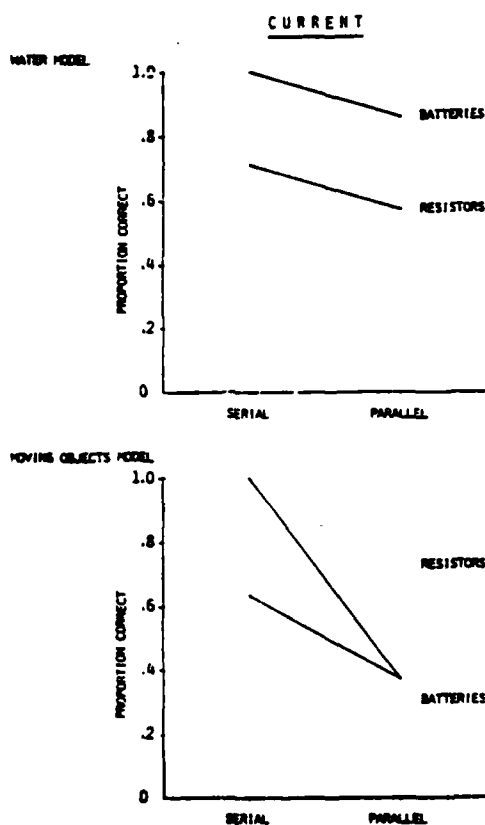 CURRENT
WATER MODEL
1.0
.8
.6
.4
.2
0
PROPORTION CORRECT
BATTERIES
RESISTORS
SERIAL PARALLEL
MOVING OBJECTS MODEL
1.0
.8
.6
.4
.2
0
PROPORTION CORRECT
RESISTORS
BATTERIES
SERIAL PARALLEL